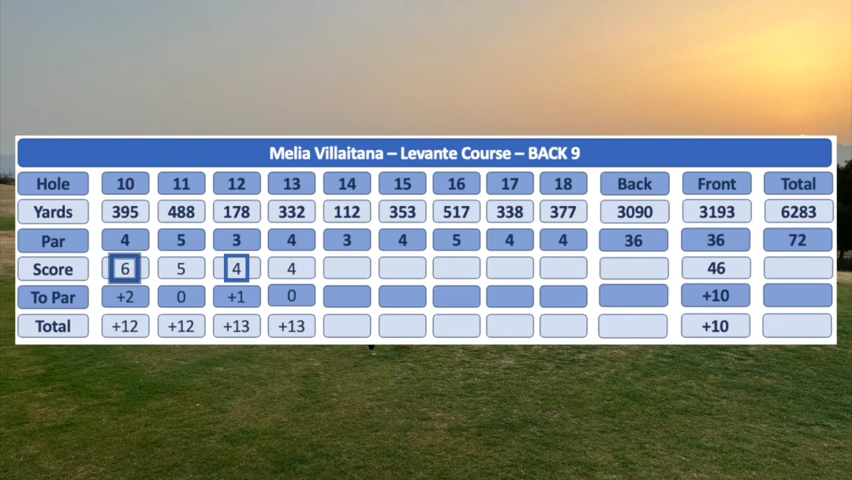 Melia Villaitana – Levante Course – BACK 9
Hole 10 11 12 13 14 15 16 17 18 Back Front Total
Yards 395 488 178 332 112 353 517 338 377 3090 3193 6283
Par 4 5 3 4 3 4 5 4 4 36 36 72
Score 6 5 4 4 46
To Par +2 0 +1 0 +10
Total +12 +12 +13 +13 +10